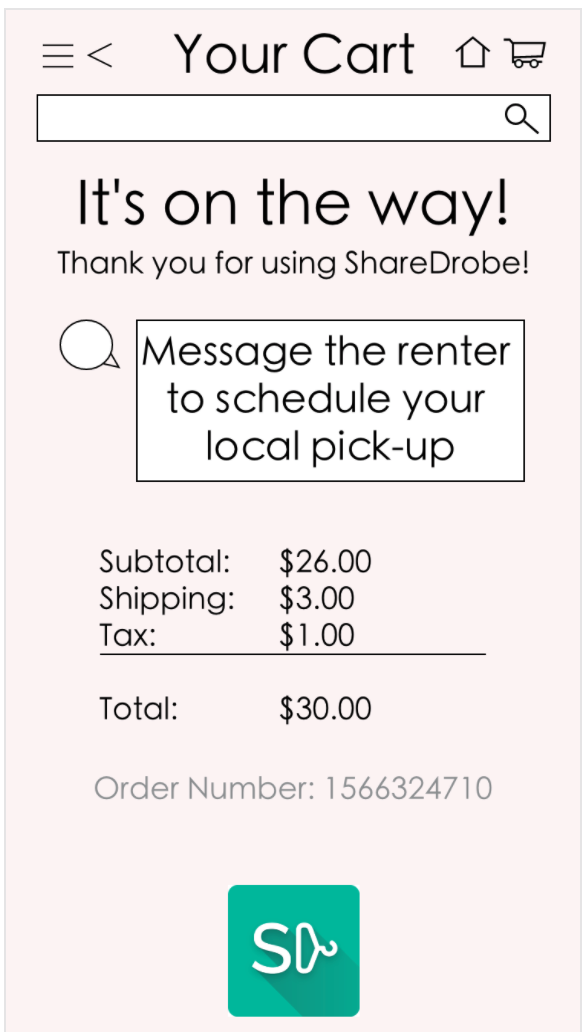 Your Cart
It's on the way!
Thank you for using ShareDrobe!
Message the renter
to schedule your
local pick-up
Subtotal: $26.00
Shipping: $3.00
Tax: $1.00
Total: $30.00
Order Number: 1566324710
SD